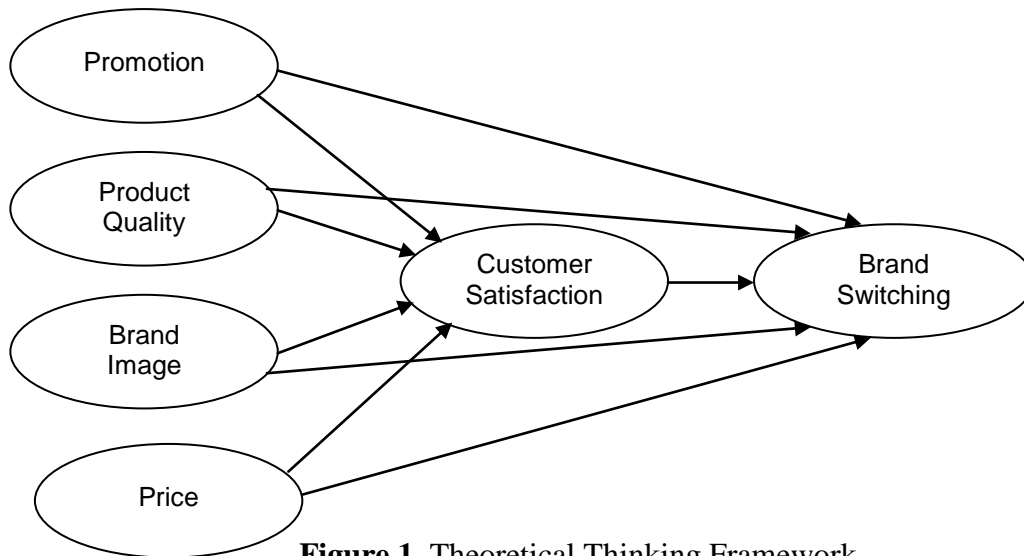 Promotion
Product
Quality
Customer
Satisfaction
Brand
Switching
Brand
Image
Price
Figure 1. Theoretical Thinking Framework